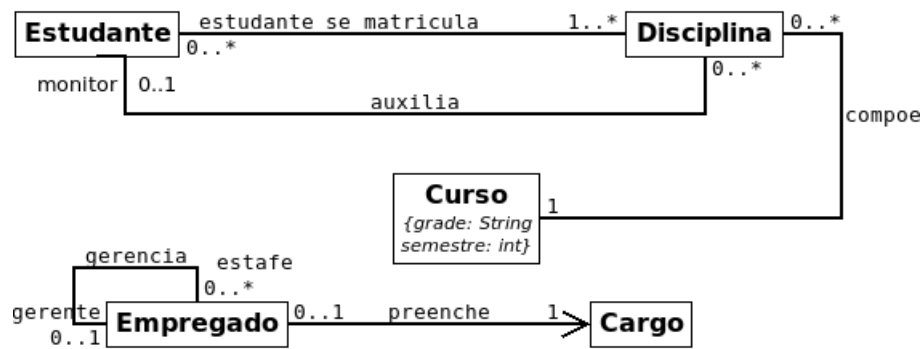 estudante se matricula 1..* 0..*
Estudante Disciplina
0..* 0..*
monitor 0..1
auxilia
compoe
Curso
1
{grade: String
semestre: int}
gerencia estafe
0..*
gerente 0..1 preenche 1
Empregado Cargo
0..1